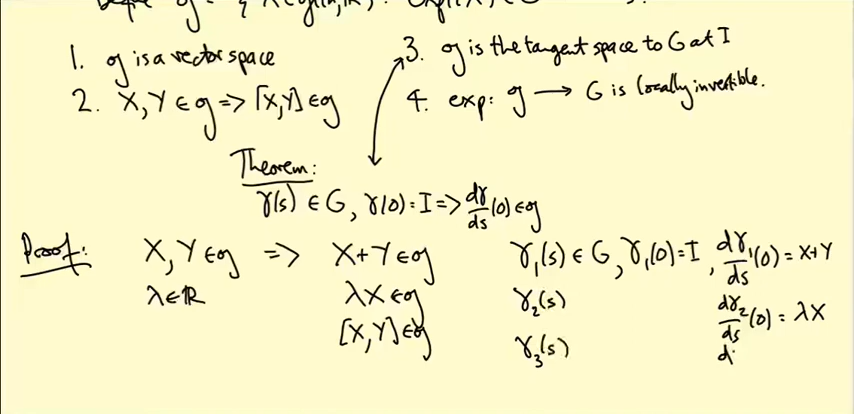 1. 𝔤 is a vector space
2. X, Y ∈ 𝔤 => [X,Y] ∈ 𝔤
3. 𝔤 is the tangent space to G at I
4. exp: 𝔤 → G is locally invertible.
Theorem:
γ(s) ∈ G, γ(0) = I => dγ/ds (0) ∈ 𝔤
Proof: X, Y ∈ 𝔤 => X+Y ∈ 𝔤 γ₁(s) ∈ G, γ₁(0) = I, dγ₁/ds (0) = X+Y
λ ∈ ℝ λX ∈ 𝔤 γ₂(s) dγ₂/ds (0) = λX
[X,Y] ∈ 𝔤 γ₃(s) d